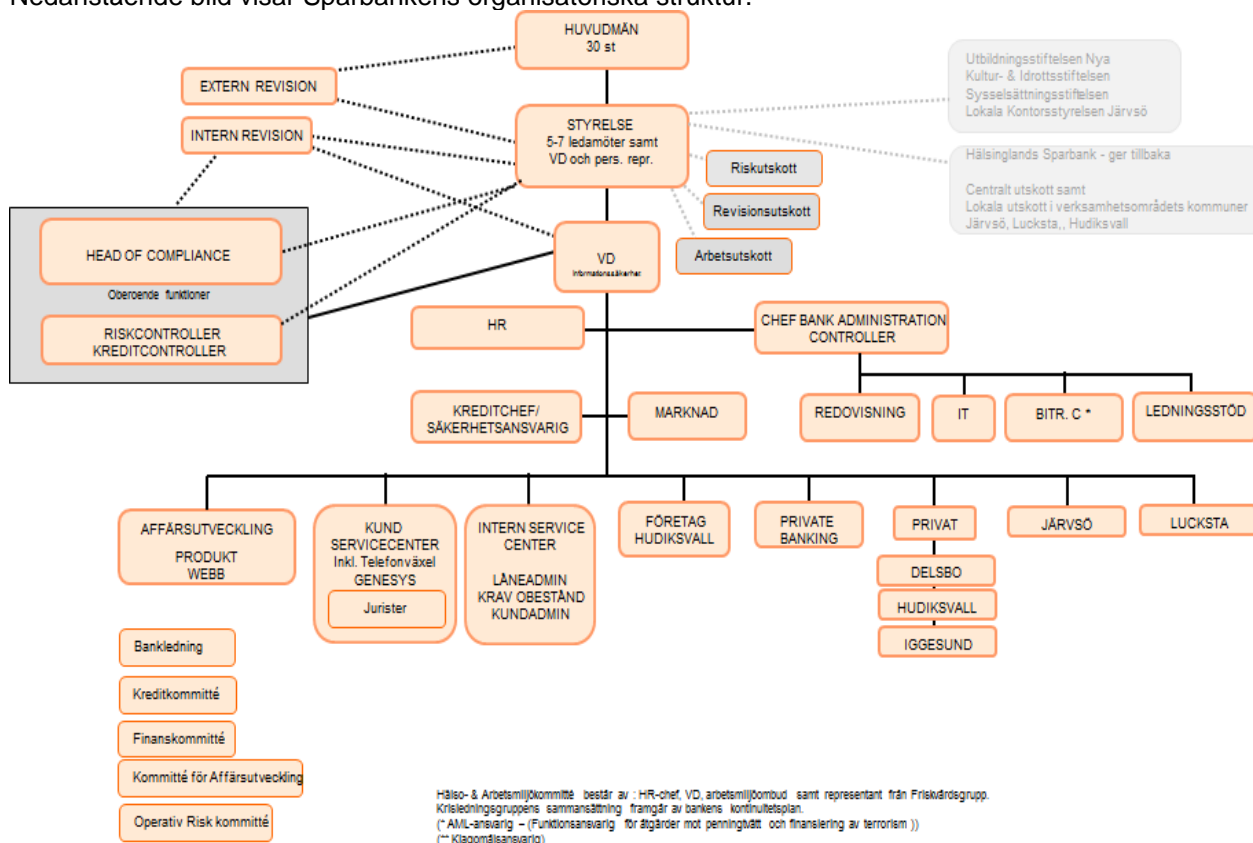 Nedanstående bild visar Sparbankens organisatoriska struktur.
HUVUDMÄN
30 st
EXTERN REVISION
INTERN REVISION
STYRELSE
5-7 ledamöter samt
VD och pers. repr.
Utbildningsstiftelsen Nya
Kultur- & Idrottsstiftelsen
Sysselsättningsstiftelsen
Lokala Kontorsstyrelsen Järvsö
Hälsinglands Sparbank - ger tillbaka
Centralt utskott samt
Lokala utskott i verksamhetsområdets kommuner
Järvsö, Lucksta,, Hudiksvall
Riskutskott
Revisionsutskott
Arbetsutskott
HEAD OF COMPLIANCE
Oberoende funktioner
RISKCONTROLLER
KREDITCONTROLLER
VD
Informationssäkerhet
HR
CHEF BANK ADMINISTRATION
CONTROLLER
KREDITCHEF/
SÄKERHETSANSVARIG
MARKNAD
REDOVISNING
IT
BITR. C *
LEDNINGSSTÖD
AFFÄRSUTVECKLING
PRODUKT
WEBB
KUND
SERVICECENTER
Inkl. Telefonväxel
GENESYS
Jurister
INTERN SERVICE
CENTER
LÅNEADMIN
KRAV OBESTÅND
KUNDADMIN
FÖRETAG
HUDIKSVALL
PRIVATE
BANKING
PRIVAT
DELSBO
HUDIKSVALL
IGGESUND
JÄRVSÖ
LUCKSTA
Bankledning
Kreditkommitté
Finanskommitté
Kommitté för Affärsutveckling
Operativ Risk kommitté
Hälso- & Arbetsmiljökommitté består av : HR-chef, VD, arbetsmiljöombud samt representant från Friskvårdsgrupp.
Krisledningsgruppens sammansättning framgår av bankens kontinuitetsplan.
(* AML-ansvarig – (Funktionsansvarig för åtgärder mot penningtvätt och finansiering av terrorism ))
(** Klagomålsansvarig)